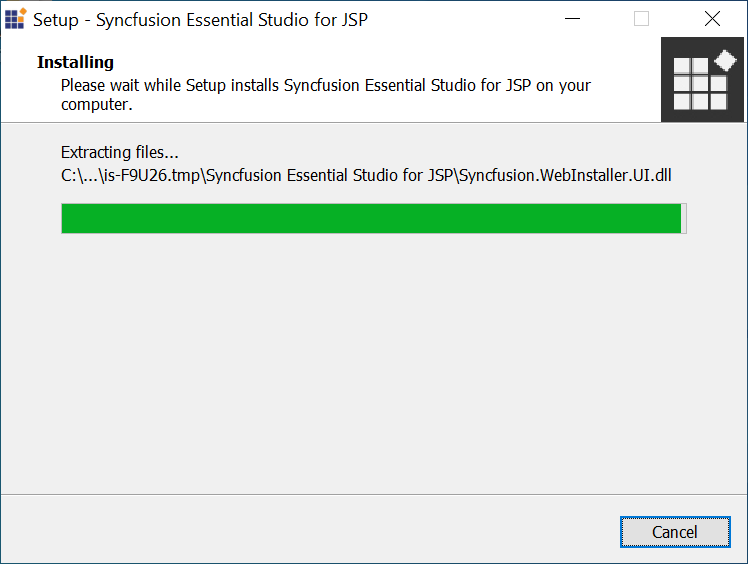 Setup - Syncfusion Essential Studio for JSP
Installing
Please wait while Setup installs Syncfusion Essential Studio for JSP on your
computer.
Extracting files...
C:\...\is-F9U26.tmp\Syncfusion Essential Studio for JSP\Syncfusion.WebInstaller.UI.dll
Cancel